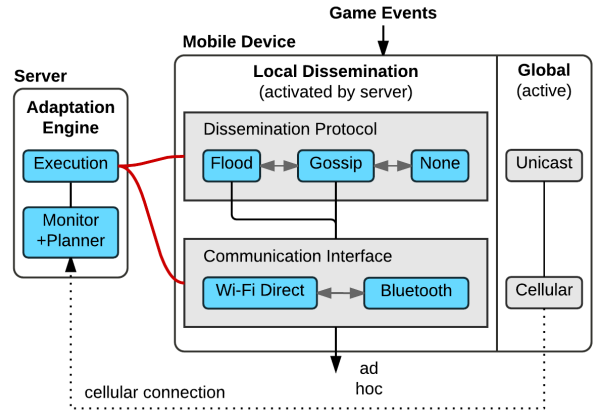 Game Events
Mobile Device
Server
Adaptation
Engine
Execution
Monitor
+Planner
Local Dissemination
(activated by server)
Dissemination Protocol
Flood
Gossip
None
Communication Interface
Wi-Fi Direct
Bluetooth
Global
(active)
Unicast
Cellular
ad
hoc
cellular connection